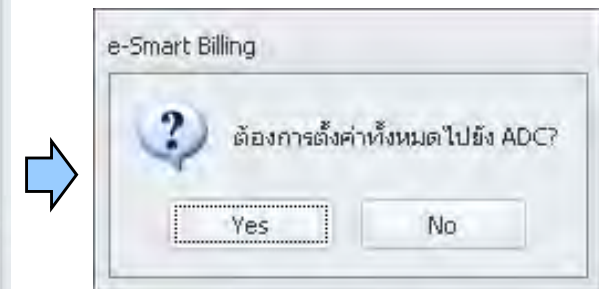 e-Smart Billing
ต้องการตั้งค่าทั้งหมดไปยัง ADC?
Yes
No